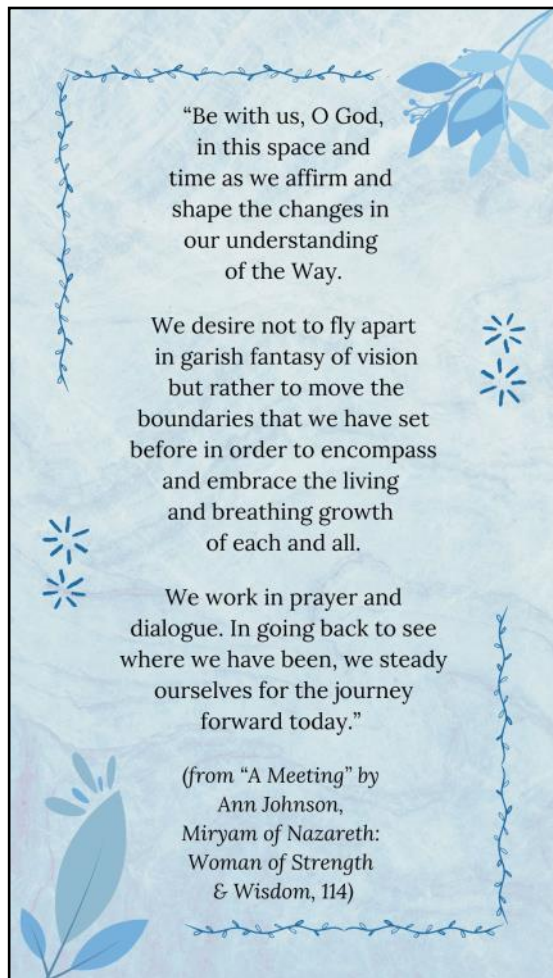 “Be with us, O God,
in this space and
time as we affirm and
shape the changes in
our understanding
of the Way.
We desire not to fly apart
in garish fantasy of vision
but rather to move the
boundaries that we have set
before in order to encompass
and embrace the living
and breathing growth
of each and all.
We work in prayer and
dialogue. In going back to see
where we have been, we steady
ourselves for the journey
forward today.”
(from “A Meeting” by
Ann Johnson,
Miryam of Nazareth:
Woman of Strength
& Wisdom, 114)